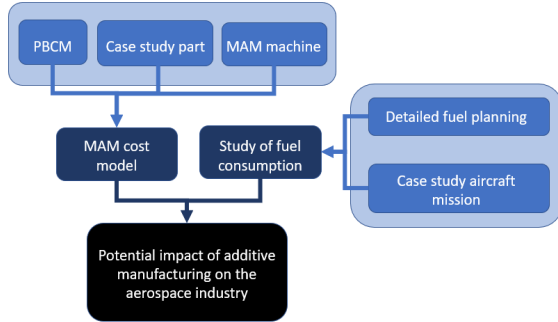 PBCM
Case study part
MAM machine
Detailed fuel planning
MAM cost
model
Study of fuel
consumption
Case study aircraft
mission
Potential impact of additive
manufacturing on the
aerospace industry